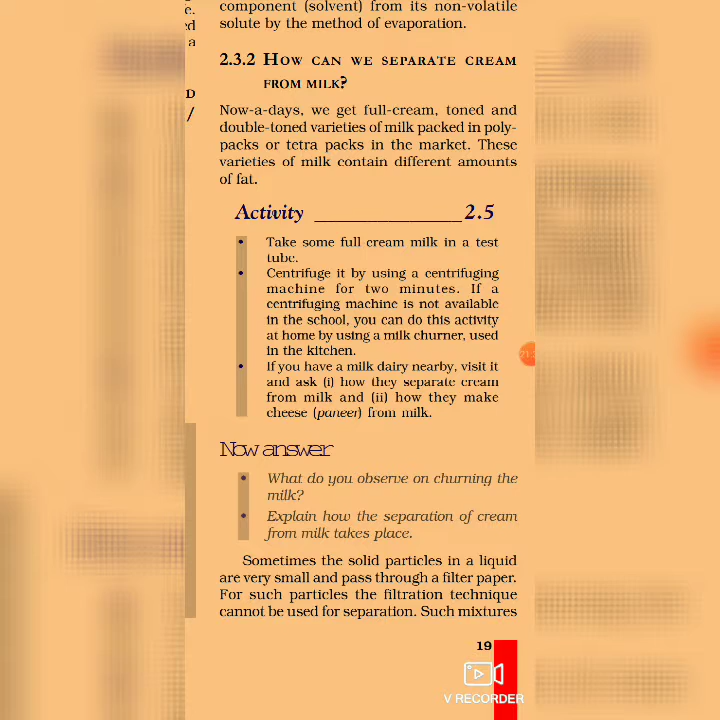 e.
component (solvent) from its non-volatile
ed
solute by the method of evaporation.
a
2.3.2 HOW CAN WE SEPARATE CREAM
FROM MILK?
D
/
Now-a-days, we get full-cream, toned and
double-toned varieties of milk packed in poly-
packs or tetra packs in the market. These
varieties of milk contain different amounts
of fat.
Activity ________________2.5
• Take some full cream milk in a test
tube.
• Centrifuge it by using a centrifuging
machine for two minutes. If a
centrifuging machine is not available
in the school, you can do this activity
at home by using a milk churner, used
in the kitchen.
• If you have a milk dairy nearby, visit it
and ask (i) how they separate cream
from milk and (ii) how they make
cheese (paneer) from milk.
Now answer
• What do you observe on churning the
milk?
• Explain how the separation of cream
from milk takes place.
Sometimes the solid particles in a liquid
are very small and pass through a filter paper.
For such particles the filtration technique
cannot be used for separation. Such mixtures
19
V RECORDER